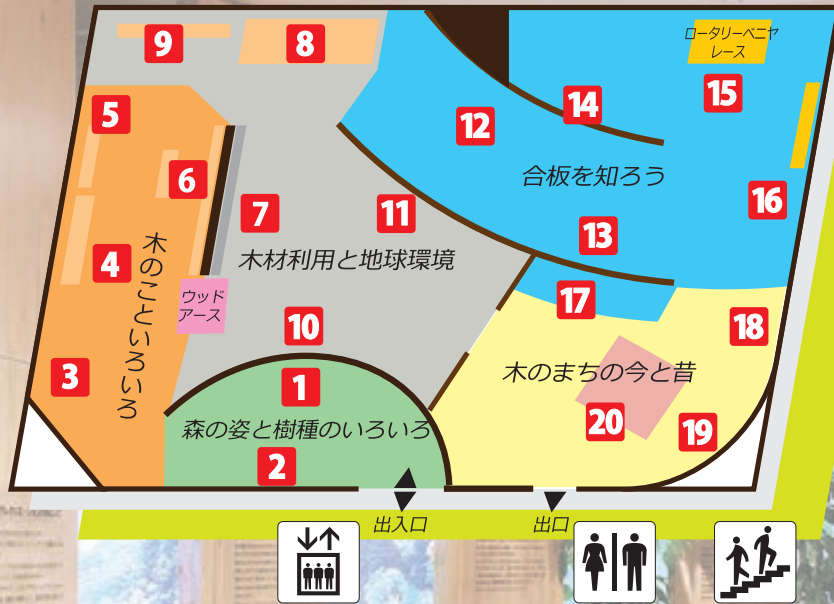 9
8
ロータリーベニヤ
レース
5
15
14
12
6
合板を知ろう
16
7
11
13
木材利用と地球環境
4
木のこといろいろ
ウッド
アース
17
10
18
3
1
木のまちの今と昔
森の姿と樹種のいろいろ
20
19
2
出入口
出口